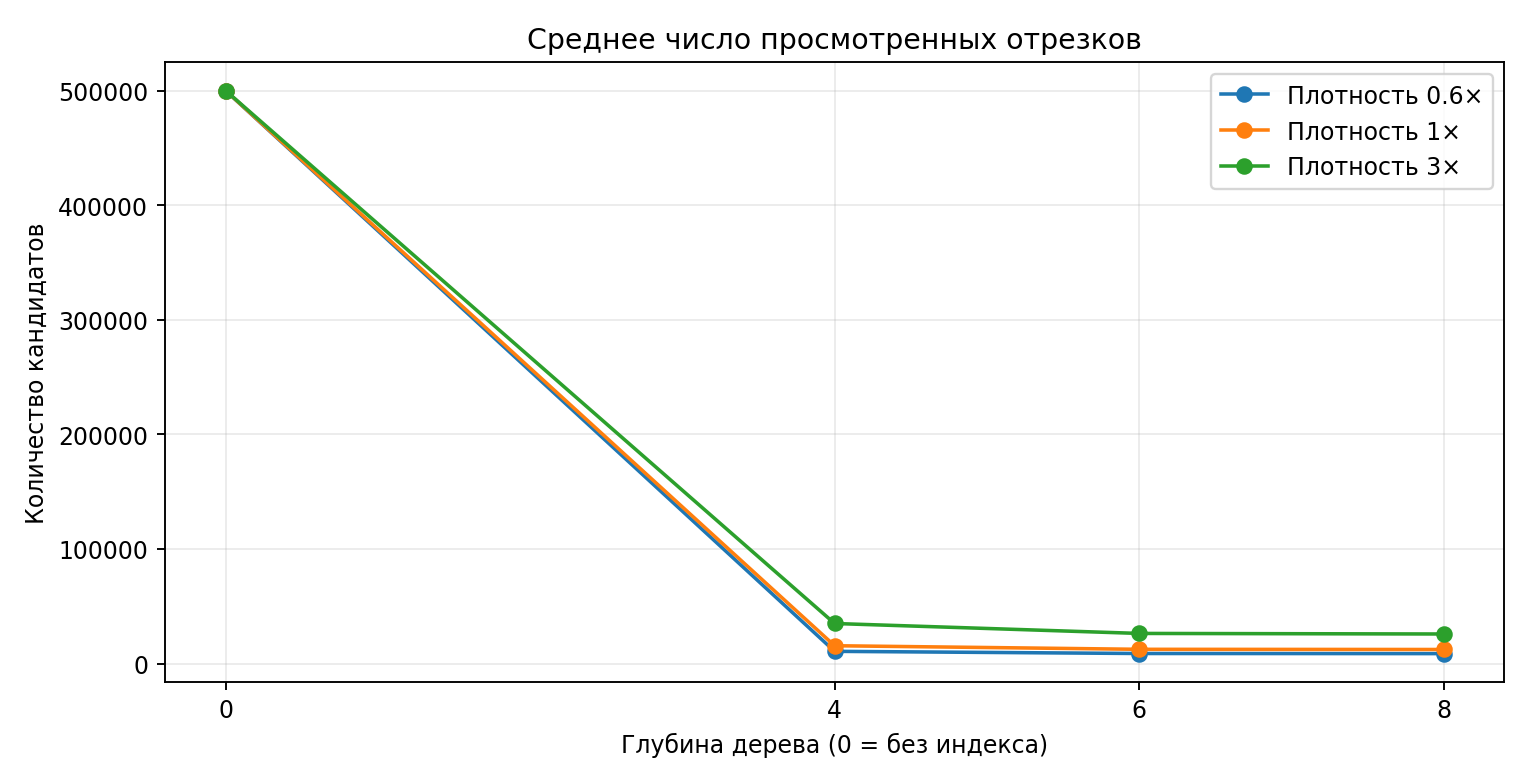 Среднее число просмотренных отрезков
Количество кандидатов
500000
400000
300000
200000
100000
0
Плотность 0.6×
Плотность 1×
Плотность 3×
0 4 6 8
Глубина дерева (0 = без индекса)